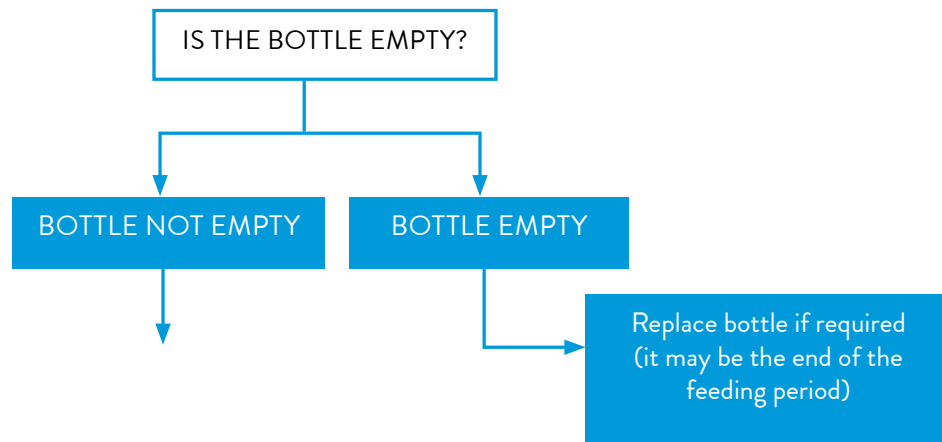 IS THE BOTTLE EMPTY?
BOTTLE NOT EMPTY
BOTTLE EMPTY
Replace bottle if required
(it may be the end of the
feeding period)